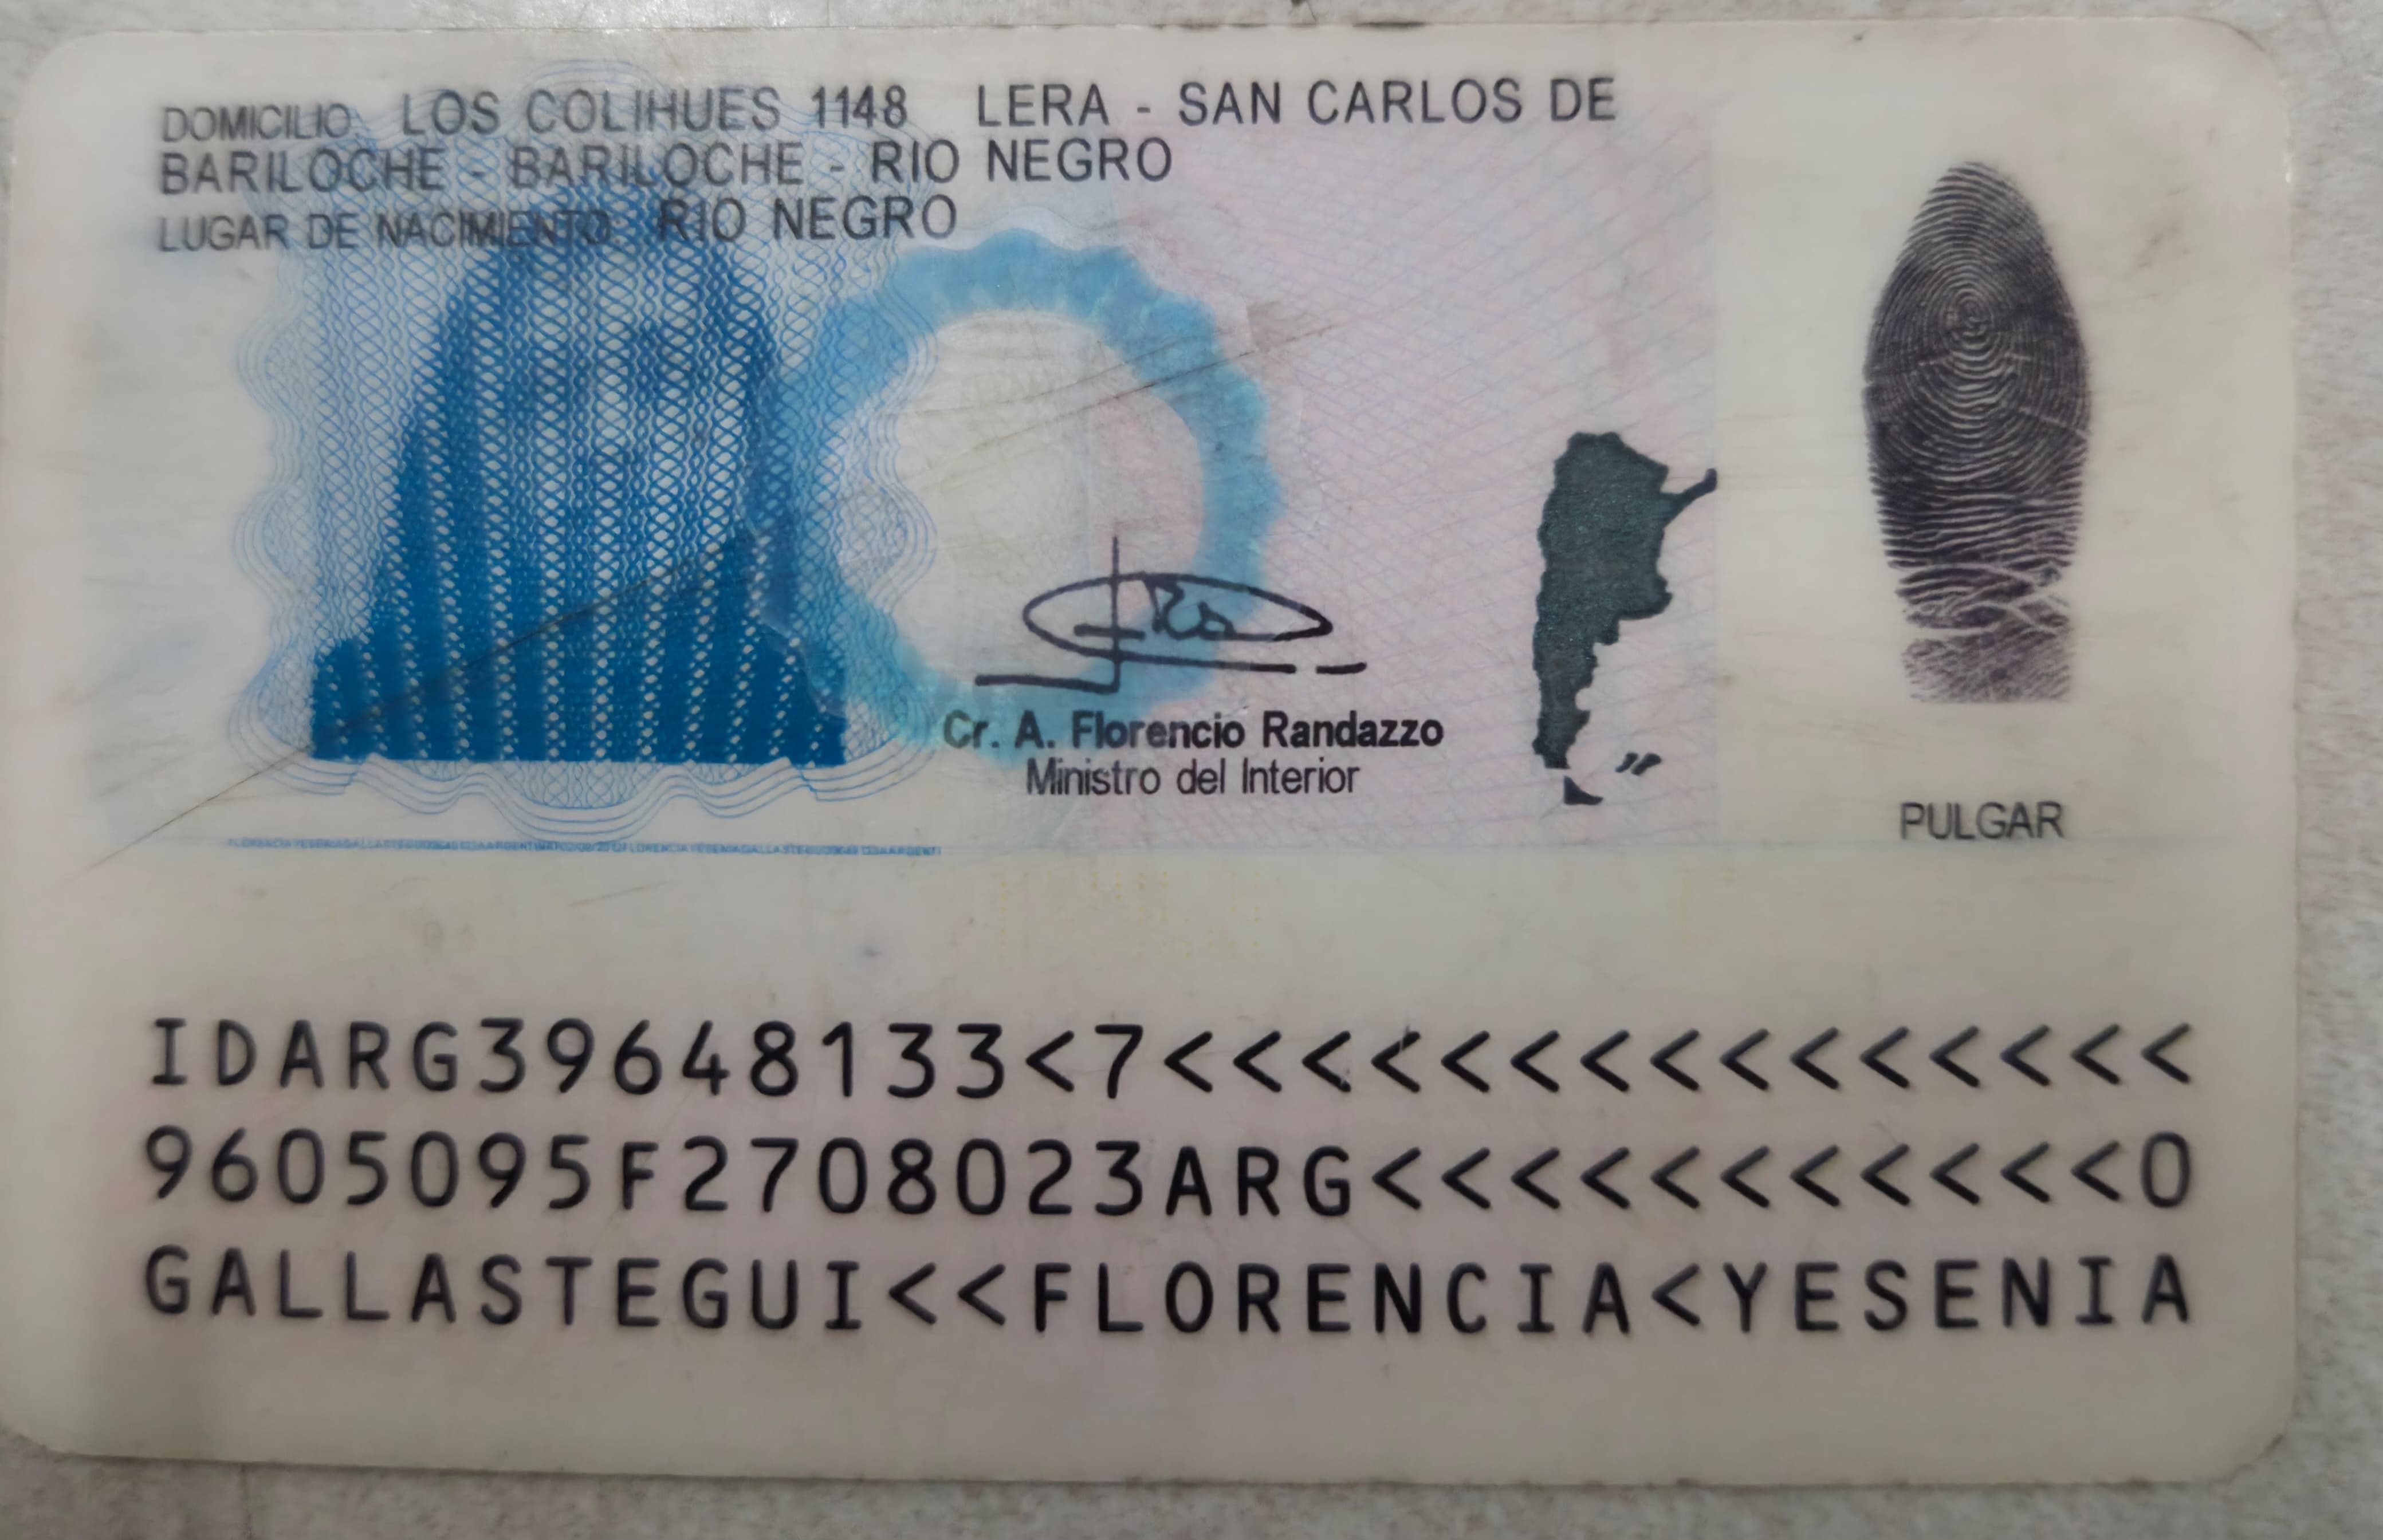 DOMICILIO: LOS COLIHUES 1148 LERA - SAN CARLOS DE
BARILOCHE - BARILOCHE - RIO NEGRO
LUGAR DE NACIMIENTO: RIO NEGRO
Cr. A. Florencio Randazzo
Ministro del Interior
PULGAR
IDARG39648133<7<<<<<<<<<<<<<<<
9605095F2708023ARG<<<<<<<<<<<0
GALLASTEGUI<<FLORENCIA<YESENIA